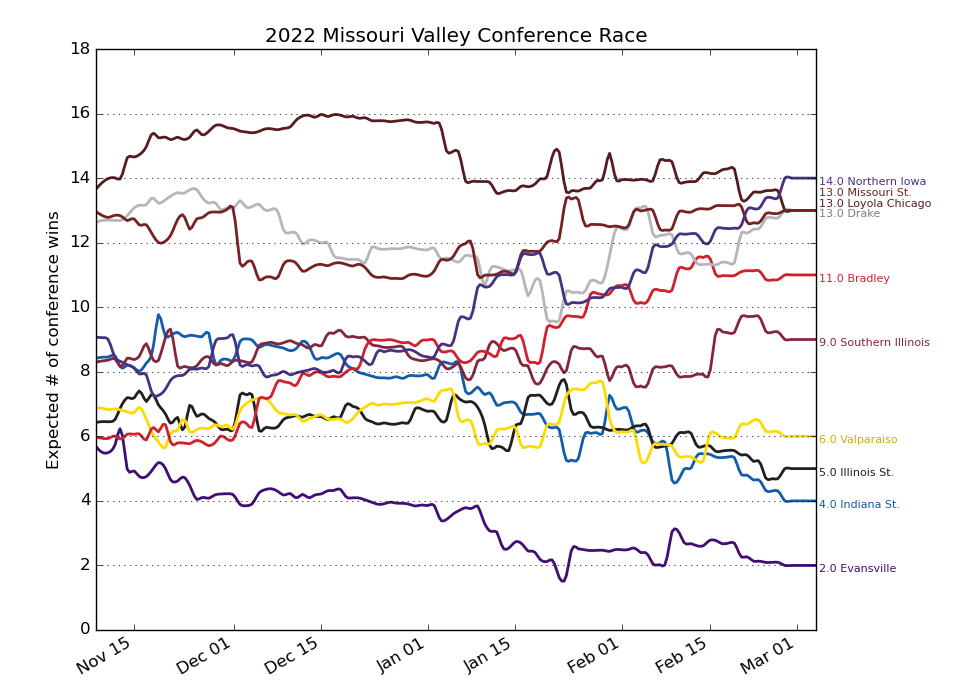 2022 Missouri Valley Conference Race
Expected # of conference wins
18
16
14
12
10
8
6
4
2
0
Nov 15
Dec 01
Dec 15
Jan 01
Jan 15
Feb 01
Feb 15
Mar 01
14.0 Northern Iowa
13.0 Missouri St.
13.0 Loyola Chicago
13.0 Drake
11.0 Bradley
9.0 Southern Illinois
6.0 Valparaiso
5.0 Illinois St.
4.0 Indiana St.
2.0 Evansville